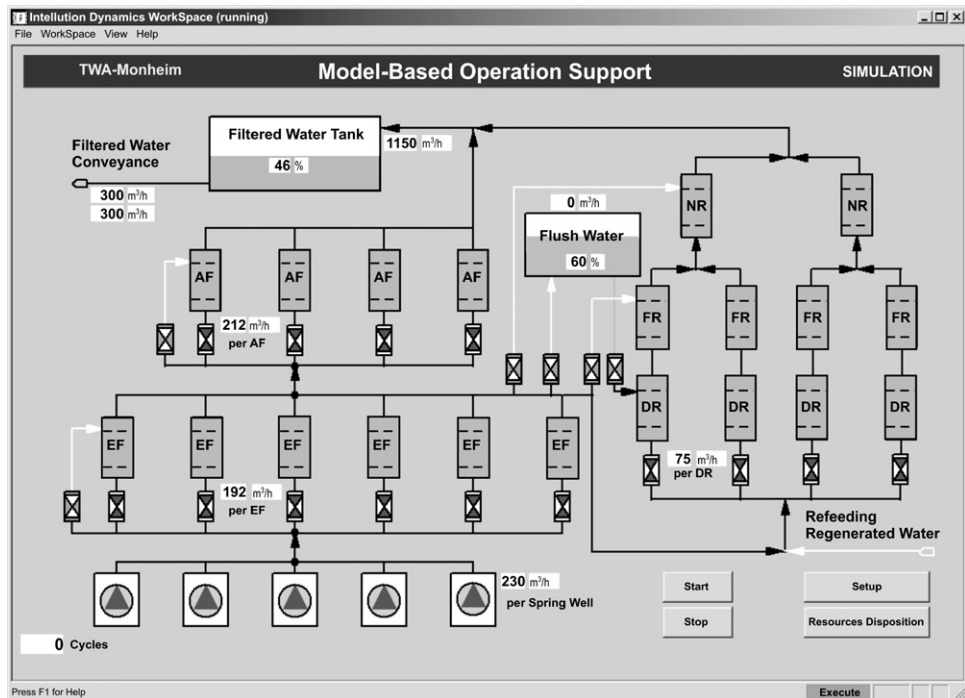 Intellution Dynamics WorkSpace (running)
File WorkSpace View Help
TWA-Monheim
Model-Based Operation Support
SIMULATION
Filtered Water Tank
46 %
1150 m³/h
Filtered Water
Conveyance
300 m³/h
300 m³/h
0 m³/h
Flush Water
60 %
NR NR
AF AF AF AF
FR FR FR FR
212 m³/h
per AF
DR DR DR DR
EF EF EF EF EF EF
75 m³/h
per DR
192 m³/h
per EF
Refeeding
Regenerated Water
230 m³/h
per Spring Well
Start
Setup
Stop
Resources Disposition
0 Cycles
Press F1 for Help
Execute